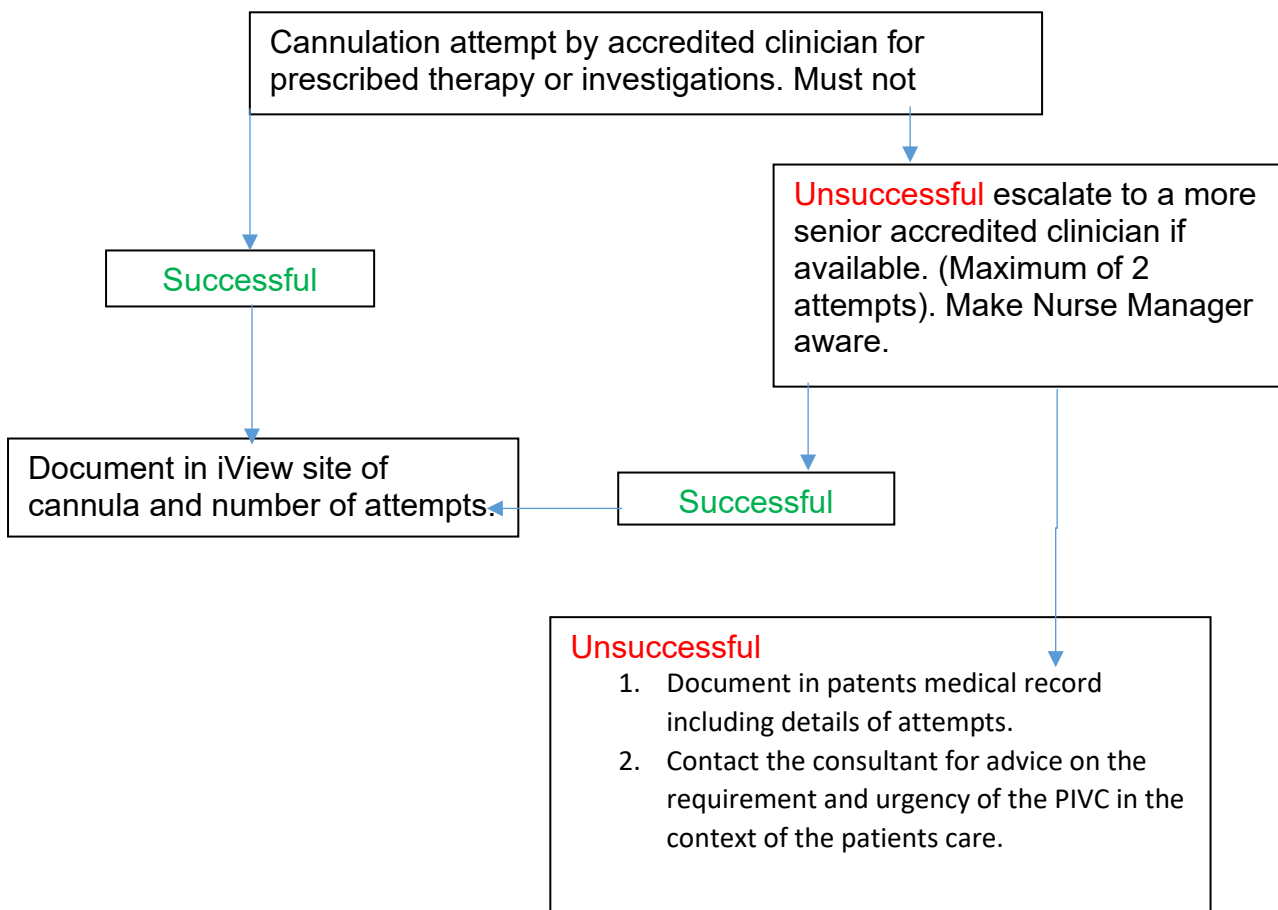 Cannulation attempt by accredited clinician for
prescribed therapy or investigations. Must not
Unsuccessful escalate to a more
senior accredited clinician if
available. (Maximum of 2
attempts). Make Nurse Manager
aware.
Successful
Document in iView site of
cannula and number of attempts.
Successful
Unsuccessful
1. Document in patents medical record
including details of attempts.
2. Contact the consultant for advice on the
requirement and urgency of the PIVC in the
context of the patients care.